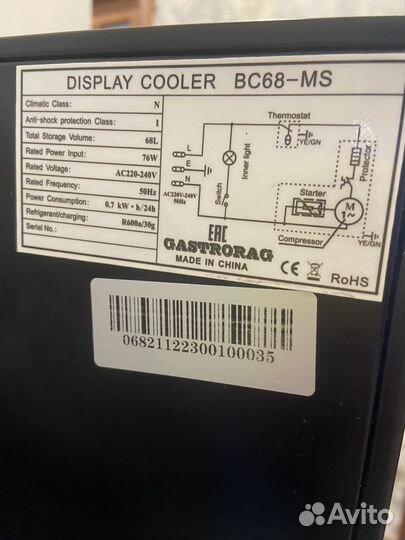 DISPLAY COOLER BC68-MS
Climatic Class: N
Anti-shock protection Class: I
Total Storage Volume: 68L
Rated Power Input: 76W
Rated Voltage: AC220-240V
Rated Frequency: 50Hz
Power Consumption: 0.7 kW·h/24h
Refrigerant/charging: R600a/30g
Serial No.:
Thermostat
YE/GN
Protector
L
E
N
AC220V-240V
50Hz
Inner light
Switch
Starter
M
1~
Compressor
YE/GN
EAC
GASTRORAG
MADE IN CHINA
CE
RoHS
06821122300100035
Avito